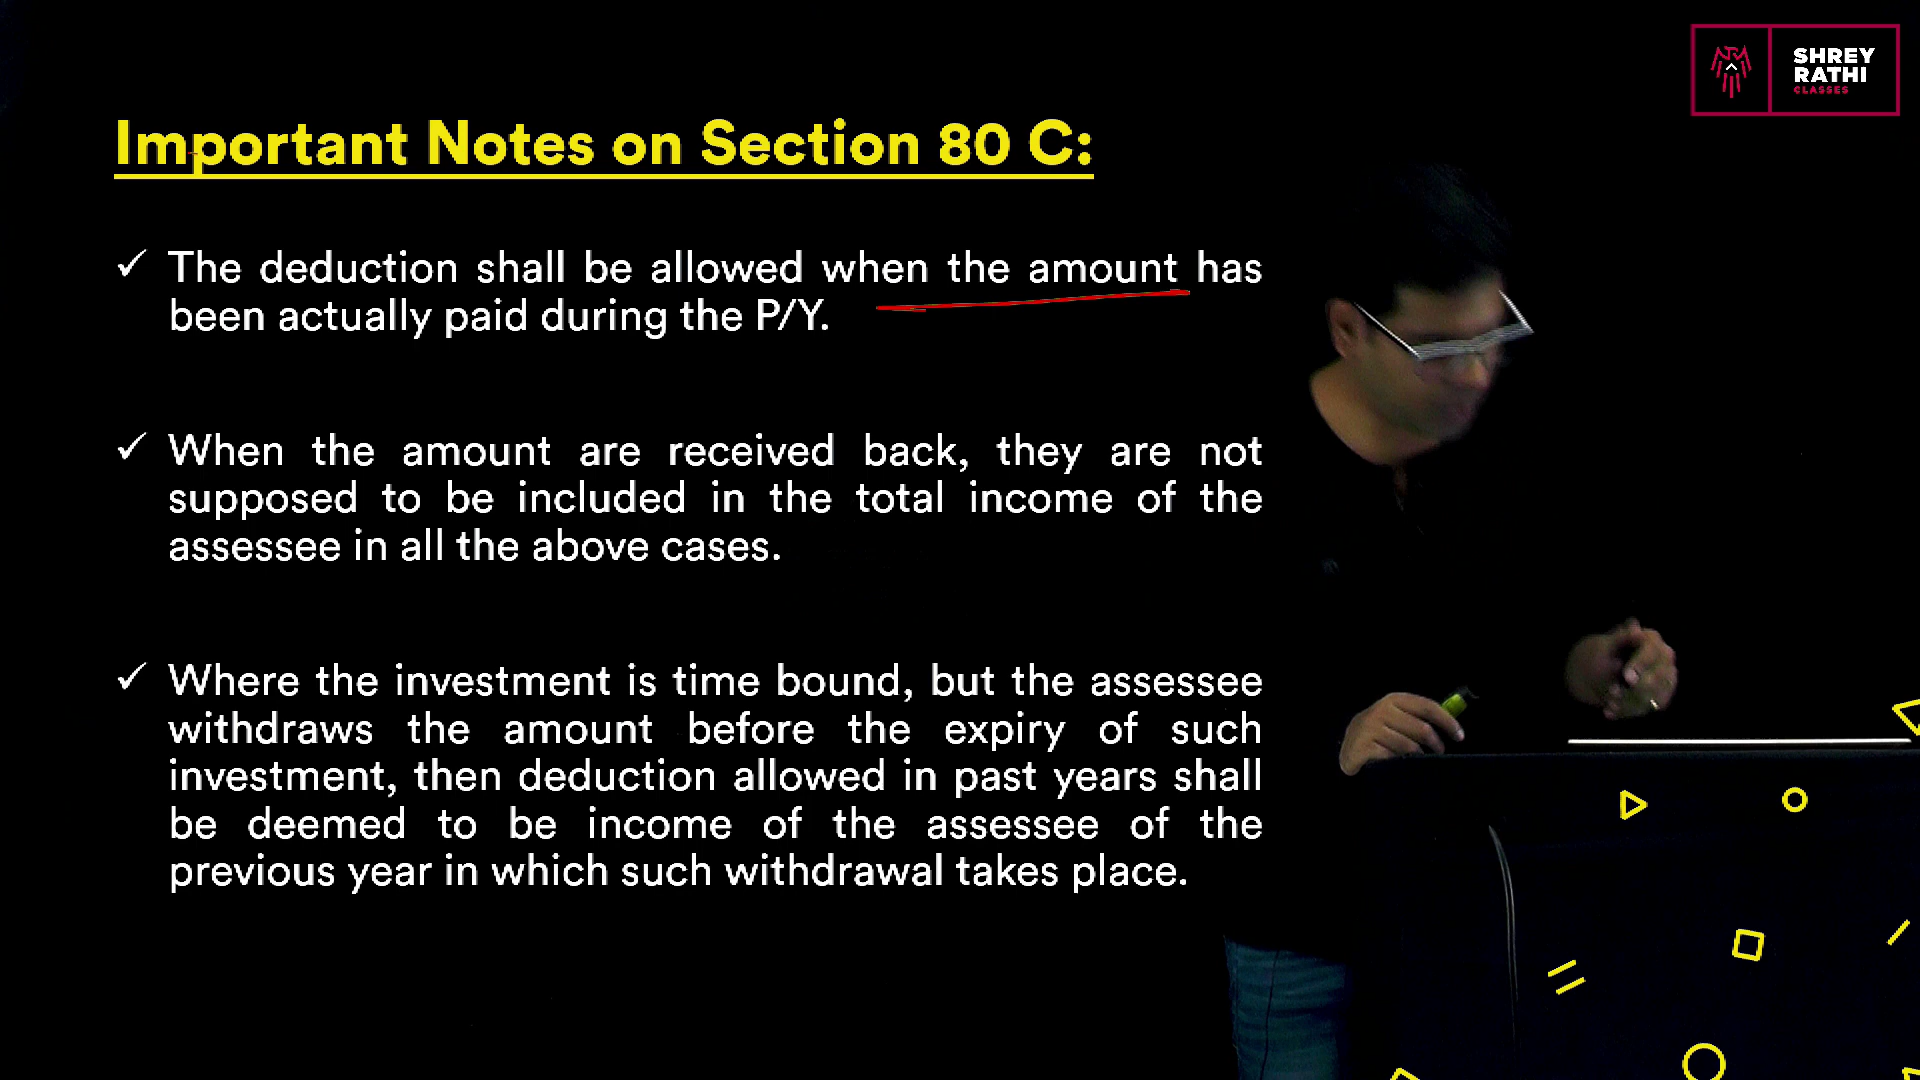 SHREY
RATHI
CLASSES
Important Notes on Section 80 C:
✓ The deduction shall be allowed when the amount has
been actually paid during the P/Y.
✓ When the amount are received back, they are not
supposed to be included in the total income of the
assessee in all the above cases.
✓ Where the investment is time bound, but the assessee
withdraws the amount before the expiry of such
investment, then deduction allowed in past years shall
be deemed to be income of the assessee of the
previous year in which such withdrawal takes place.